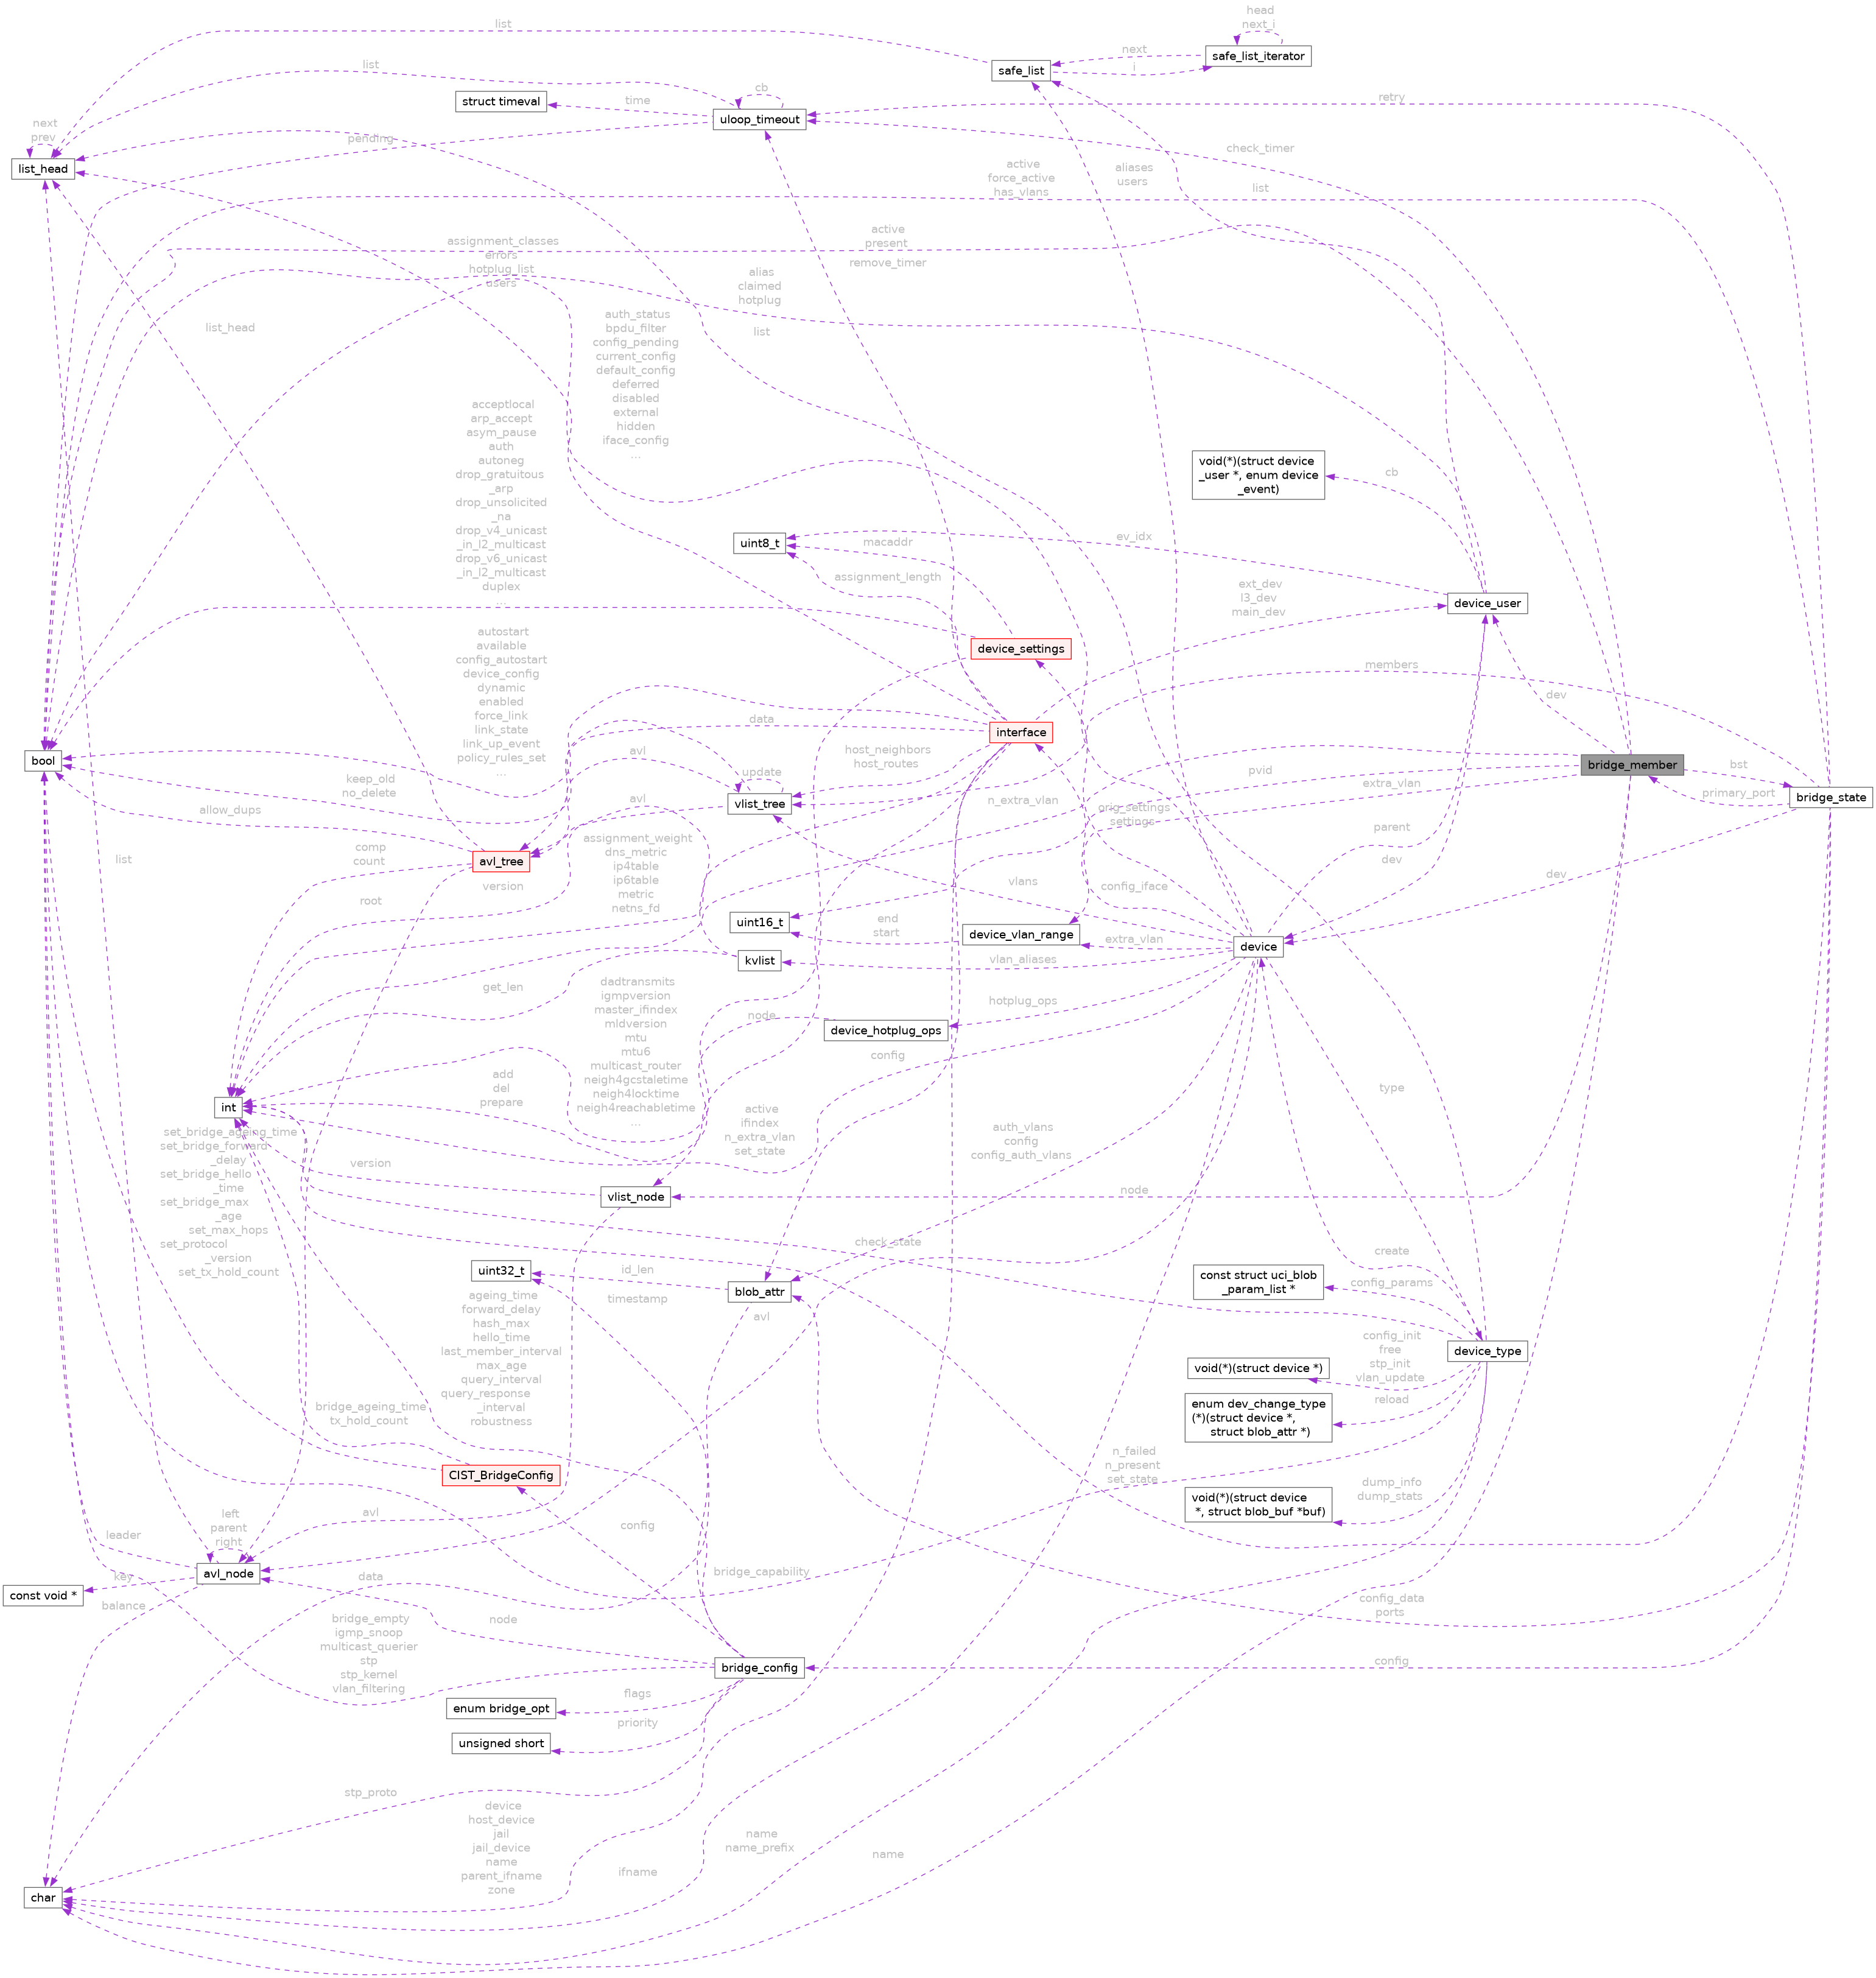 head
next_i
list
safe_list_iterator
next
safe_list
i
list
struct timeval
time
cb
uloop_timeout
retry
next
prev
list_head
pending
check_timer
active
force_active
has_vlans
aliases
users
list
assignment_classes
errors
hotplug_list
users
active
present
remove_timer
alias
claimed
hotplug
list_head
list
auth_status
bpdu_filter
config_pending
current_config
default_config
deferred
disabled
external
hidden
iface_config
...
acceptlocal
arp_accept
asym_pause
auth
autoneg
drop_gratuitous
_arp
drop_unsolicited
_na
drop_v4_unicast
_in_l2_multicast
drop_v6_unicast
_in_l2_multicast
duplex
...
void(*)(struct device
_user *, enum device
_event)
cb
uint8_t
macaddr
ev_idx
assignment_length
ext_dev
l3_dev
main_dev
device_user
device_settings
autostart
available
config_autostart
device_config
dynamic
enabled
force_link
link_state
link_up_event
policy_rules_set
...
members
dev
interface
data
avl
host_neighbors
host_routes
bool
bridge_member
bst
keep_old
no_delete
update
pvid
extra_vlan
bridge_state
primary_port
allow_dups
vlist_tree
n_extra_vlan
orig_settings
settings
avl
assignment_weight
dns_metric
ip4table
ip6table
metric
netns_fd
comp
count
avl_tree
parent
dev
version
root
vlans
config_iface
dev
uint16_t
end
start
device_vlan_range
extra_vlan
device
kvlist
vlan_aliases
get_len
dadtransmits
igmpversion
master_ifindex
mldversion
mtu
mtu6
multicast_router
neigh4gcstaletime
neigh4locktime
neigh4reachabletime
...
node
device_hotplug_ops
hotplug_ops
config
add
del
prepare
int
active
ifindex
n_extra_vlan
set_state
type
auth_vlans
config
config_auth_vlans
set_bridge_ageing_time
set_bridge_forward
_delay
set_bridge_hello
_time
set_bridge_max
_age
set_max_hops
set_protocol
_version
set_tx_hold_count
version
vlist_node
node
list
check_state
create
uint32_t
id_len
blob_attr
timestamp
const struct uci_blob
_param_list *
config_params
ageing_time
forward_delay
hash_max
hello_time
last_member_interval
max_age
query_interval
query_response
_interval
robustness
avl
device_type
config_init
free
stp_init
vlan_update
void(*)(struct device *)
enum dev_change_type
(*)(struct device *,
struct blob_attr *)
reload
bridge_ageing_time
tx_hold_count
CIST_BridgeConfig
n_failed
n_present
set_state
void(*)(struct device
*, struct blob_buf *buf)
dump_info
dump_stats
left
parent
right
avl
config
leader
avl_node
bridge_capability
key
const void *
data
balance
config_data
ports
bridge_empty
igmp_snoop
multicast_querier
stp
stp_kernel
vlan_filtering
node
bridge_config
config
enum bridge_opt
flags
unsigned short
priority
stp_proto
device
host_device
jail
jail_device
name
parent_ifname
zone
name
name_prefix
ifname
name
char